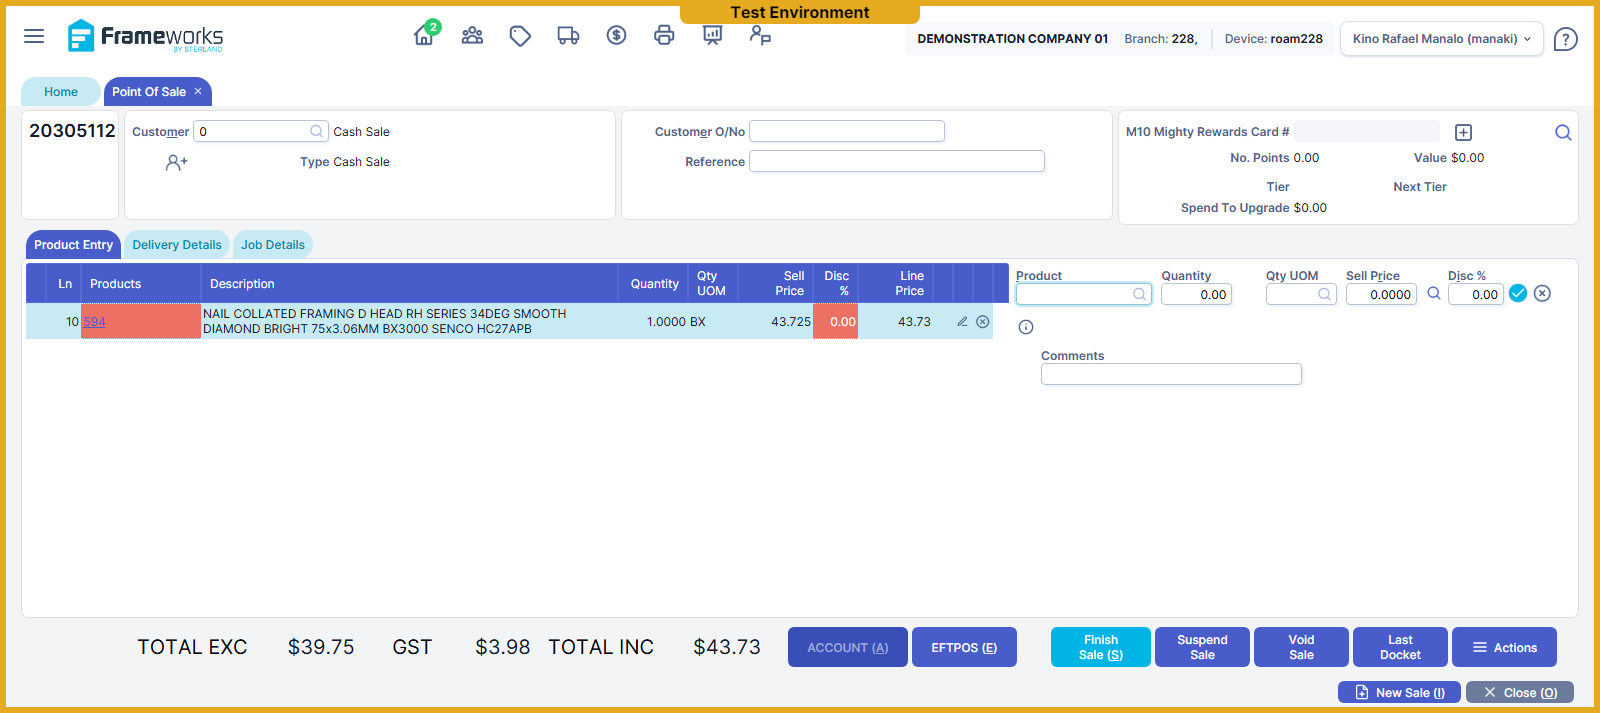 Test Environment
Frameworks
BY STERLAND
2
DEMONSTRATION COMPANY 01 Branch: 228, Device: roam228
Kino Rafael Manalo (manaki)
?
Home
Point Of Sale ×
20305112
Customer 0 Cash Sale
Type Cash Sale
Customer O/No
Reference
M10 Mighty Rewards Card #
No. Points 0.00 Value $0.00
Tier Next Tier
Spend To Upgrade $0.00
Product Entry Delivery Details Job Details
Ln Products Description Quantity Qty UOM Sell Price Disc % Line Price
10 594 NAIL COLLATED FRAMING D HEAD RH SERIES 34DEG SMOOTH
DIAMOND BRIGHT 75x3.06MM BX3000 SENCO HC27APB
1.0000 BX 43.725 0.00 43.73
Product Quantity Qty UOM Sell Price Disc %
0.00 0.0000 0.00
Comments
TOTAL EXC $39.75 GST $3.98 TOTAL INC $43.73
ACCOUNT (A)
EFTPOS (E)
Finish
Sale (S)
Suspend
Sale
Void
Sale
Last
Docket
Actions
New Sale (I)
Close (O)